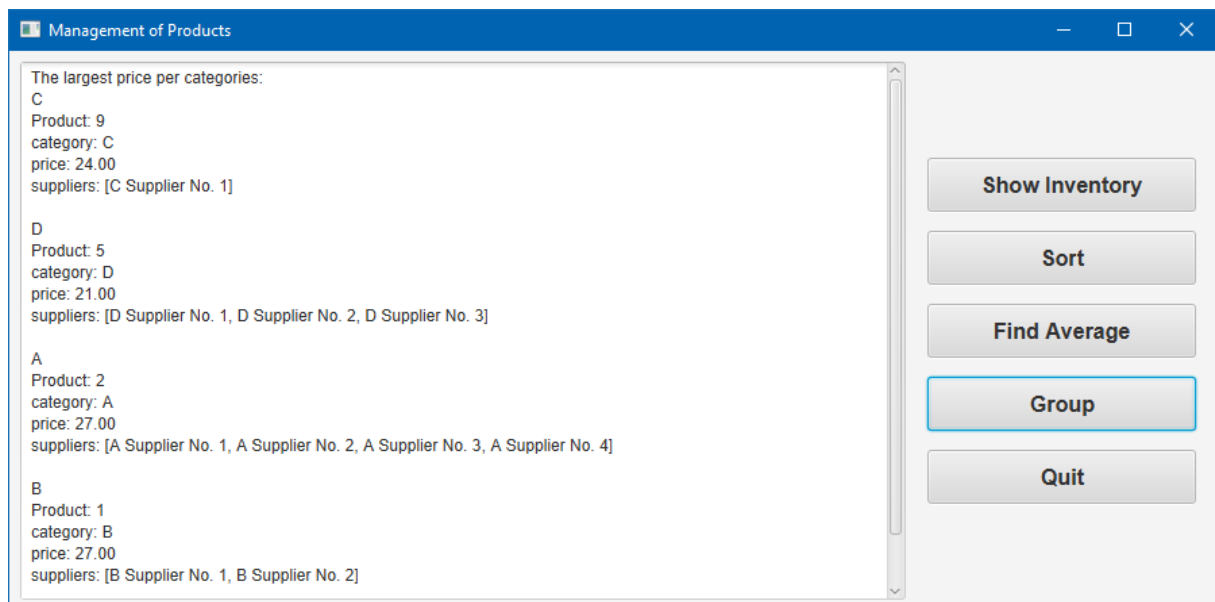 Management of Products
The largest price per categories:
C
Product: 9
category: C
price: 24.00
suppliers: [C Supplier No. 1]
D
Product: 5
category: D
price: 21.00
suppliers: [D Supplier No. 1, D Supplier No. 2, D Supplier No. 3]
A
Product: 2
category: A
price: 27.00
suppliers: [A Supplier No. 1, A Supplier No. 2, A Supplier No. 3, A Supplier No. 4]
B
Product: 1
category: B
price: 27.00
suppliers: [B Supplier No. 1, B Supplier No. 2]
Show Inventory
Sort
Find Average
Group
Quit